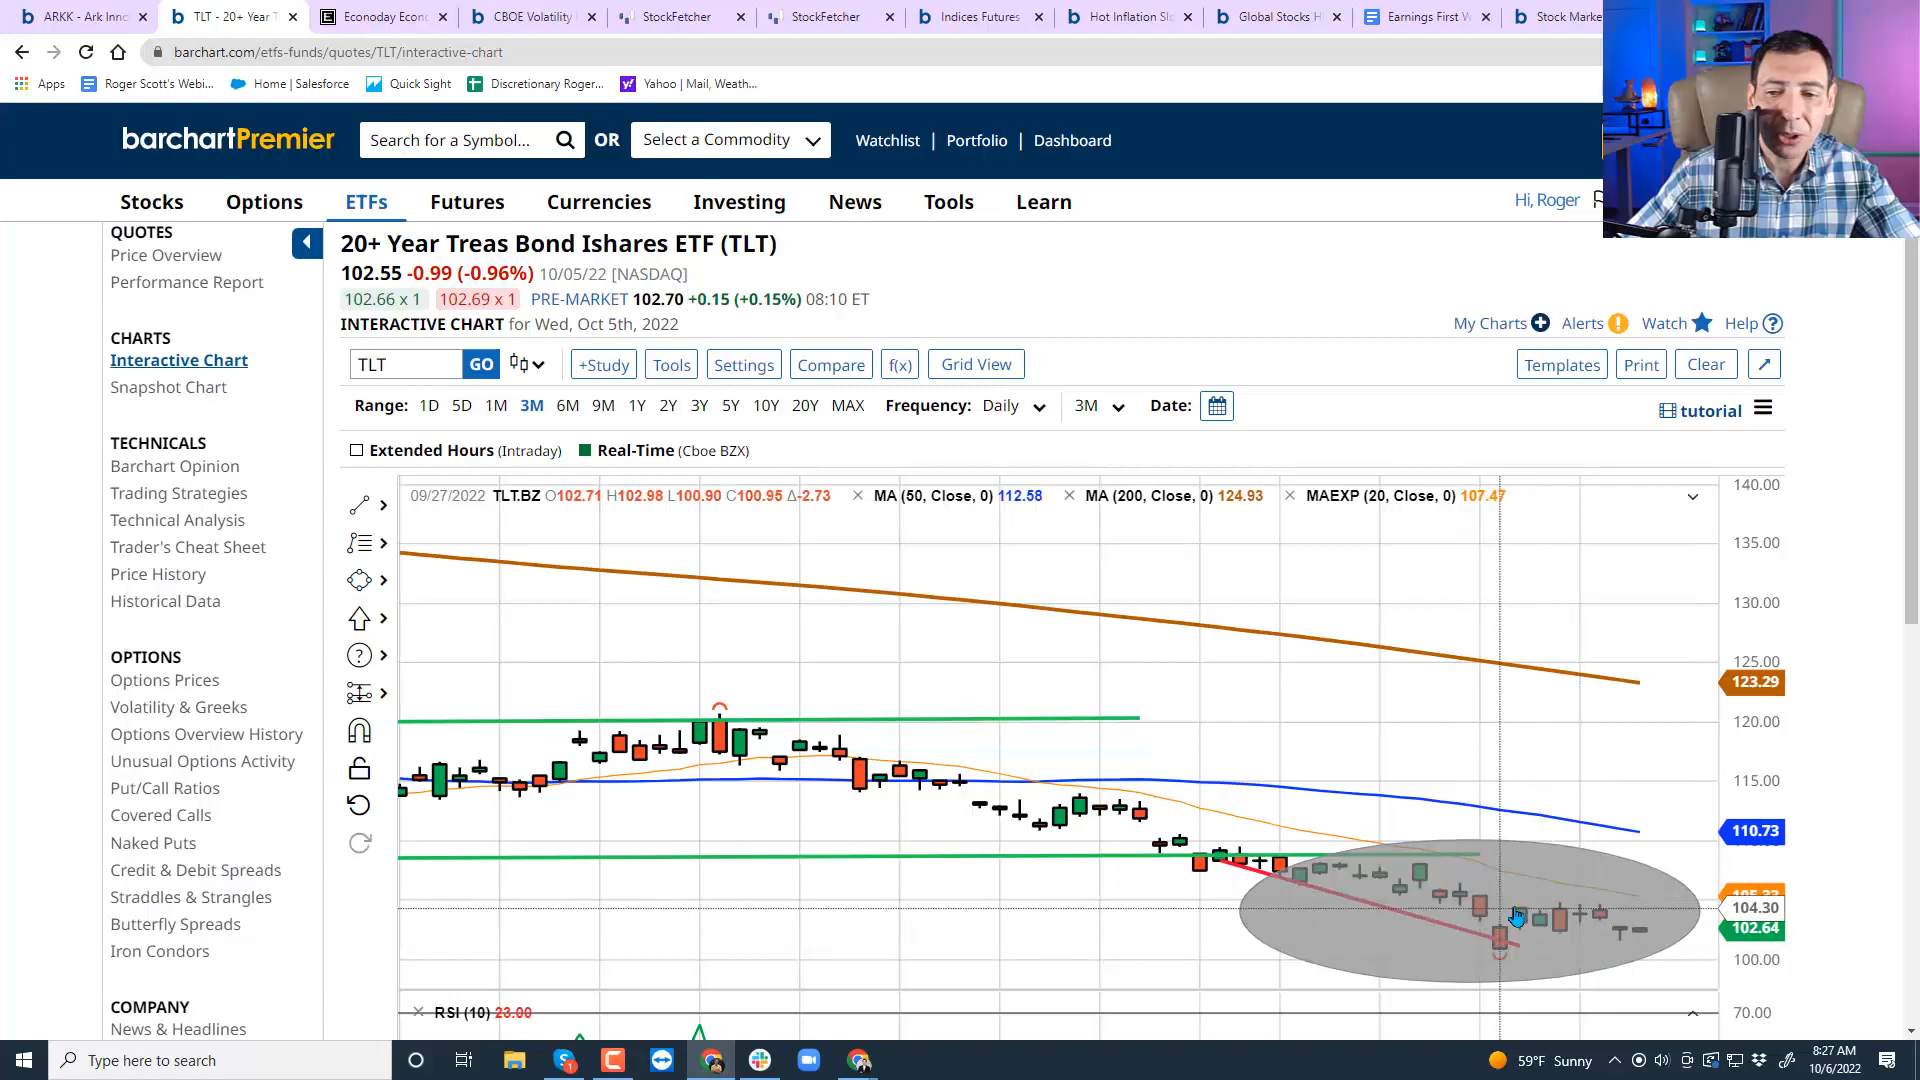 ARKK - Ark Inn
TLT - 20+ Year T
Econoday Econ
CBOE Volatility
StockFetcher
StockFetcher
Indices Futures
Hot Inflation Sl
Global Stocks H
Earnings First W
Stock Marke
barchart.com/etfs-funds/quotes/TLT/interactive-chart
Apps
Roger Scott's Webi...
Home | Salesforce
Quick Sight
Discretionary Roger...
Yahoo | Mail, Weath...
barchartPremier
Search for a Symbol...
OR
Select a Commodity
Watchlist | Portfolio | Dashboard
Stocks
Options
ETFs
Futures
Currencies
Investing
News
Tools
Learn
Hi, Roger
QUOTES
Price Overview
Performance Report
CHARTS
Interactive Chart
Snapshot Chart
TECHNICALS
Barchart Opinion
Trading Strategies
Technical Analysis
Trader's Cheat Sheet
Price History
Historical Data
OPTIONS
Options Prices
Volatility & Greeks
Options Overview History
Unusual Options Activity
Put/Call Ratios
Covered Calls
Naked Puts
Credit & Debit Spreads
Straddles & Strangles
Butterfly Spreads
Iron Condors
COMPANY
News & Headlines
20+ Year Treas Bond Ishares ETF (TLT)
102.55 -0.99 (-0.96%) 10/05/22 [NASDAQ]
102.66 x 1 102.69 x 1 PRE-MARKET 102.70 +0.15 (+0.15%) 08:10 ET
INTERACTIVE CHART for Wed, Oct 5th, 2022
My Charts
Alerts
Watch
Help
TLT
GO
+Study
Tools
Settings
Compare
f(x)
Grid View
Templates
Print
Clear
Range: 1D 5D 1M 3M 6M 9M 1Y 2Y 3Y 5Y 10Y 20Y MAX
Frequency: Daily
3M
Date:
tutorial
Extended Hours (Intraday)
Real-Time (Cboe BZX)
09/27/2022 TLT.BZ O102.71 H102.98 L100.90 C100.95 Δ-2.73
MA (50, Close, 0) 112.58
MA (200, Close, 0) 124.93
MAEXP (20, Close, 0) 107.47
140.00
135.00
130.00
125.00
123.29
120.00
115.00
110.73
104.30
102.64
100.00
RSI (10) 23.00
70.00
Type here to search
59°F Sunny
8:27 AM
10/6/2022